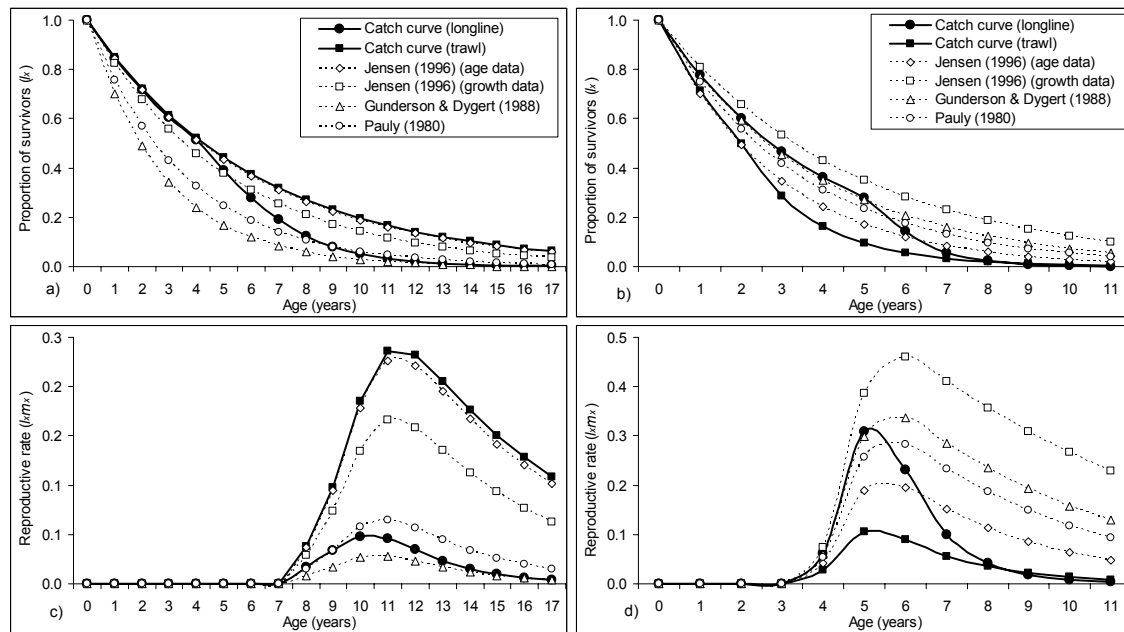 1.0
0.8
0.6
0.4
0.2
0.0
Proportion of survivors (lx)
Catch curve (longline)
Catch curve (trawl)
Jensen (1996) (age data)
Jensen (1996) (growth data)
Gunderson & Dygert (1988)
Pauly (1980)
0 1 2 3 4 5 6 7 8 9 10 11 12 13 14 15 16 17
a)
Age (years)
1.0
0.8
0.6
0.4
0.2
0.0
Proportion of survivors (lx)
Catch curve (longline)
Catch curve (trawl)
Jensen (1996) (age data)
Jensen (1996) (growth data)
Gunderson & Dygert (1988)
Pauly (1980)
0 1 2 3 4 5 6 7 8 9 10 11
b)
Age (years)
0.3
0.2
0.2
0.1
0.1
0.0
Reproductive rate (lxmx)
0 1 2 3 4 5 6 7 8 9 10 11 12 13 14 15 16 17
c)
Age (years)
0.5
0.4
0.3
0.2
0.1
0.0
Reproductive rate (lxmx)
0 1 2 3 4 5 6 7 8 9 10 11
d)
Age (years)